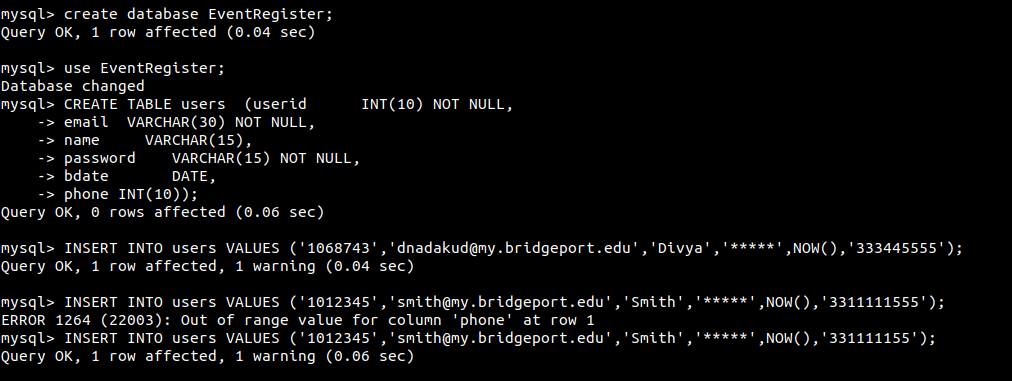 mysql> create database EventRegister;
Query OK, 1 row affected (0.04 sec)
mysql> use EventRegister;
Database changed
mysql> CREATE TABLE users  (userid      INT(10) NOT NULL,
    -> email  VARCHAR(30) NOT NULL,
    -> name     VARCHAR(15),
    -> password    VARCHAR(15) NOT NULL,
    -> bdate       DATE,
    -> phone INT(10));
Query OK, 0 rows affected (0.06 sec)
mysql> INSERT INTO users VALUES ('1068743','dnadakud@my.bridgeport.edu','Divya','*****',NOW(),'333445555');
Query OK, 1 row affected, 1 warning (0.04 sec)
mysql> INSERT INTO users VALUES ('1012345','smith@my.bridgeport.edu','Smith','*****',NOW(),'3311111555');
ERROR 1264 (22003): Out of range value for column 'phone' at row 1
mysql> INSERT INTO users VALUES ('1012345','smith@my.bridgeport.edu','Smith','*****',NOW(),'331111155');
Query OK, 1 row affected, 1 warning (0.06 sec)